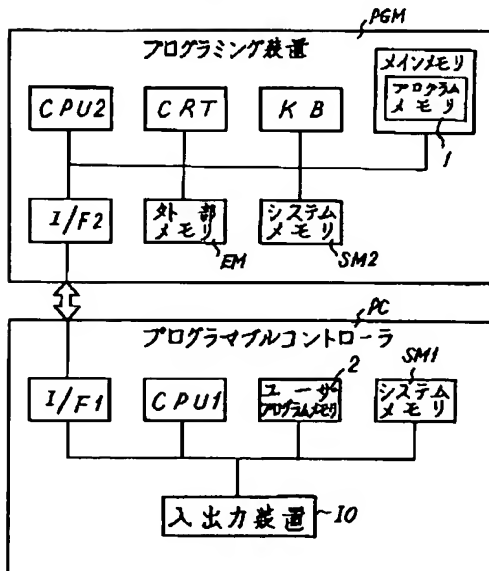 PGM
プログラミング装置
CPU2
CRT
KB
メインメモリ
プログラム
メモリ
1
I/F2
外部
メモリ
EM
システム
メモリ
SM2
PC
プログラマブルコントローラ
I/F1
CPU1
2
ユーザ
プログラムメモリ
SM1
システム
メモリ
入出力装置
IO